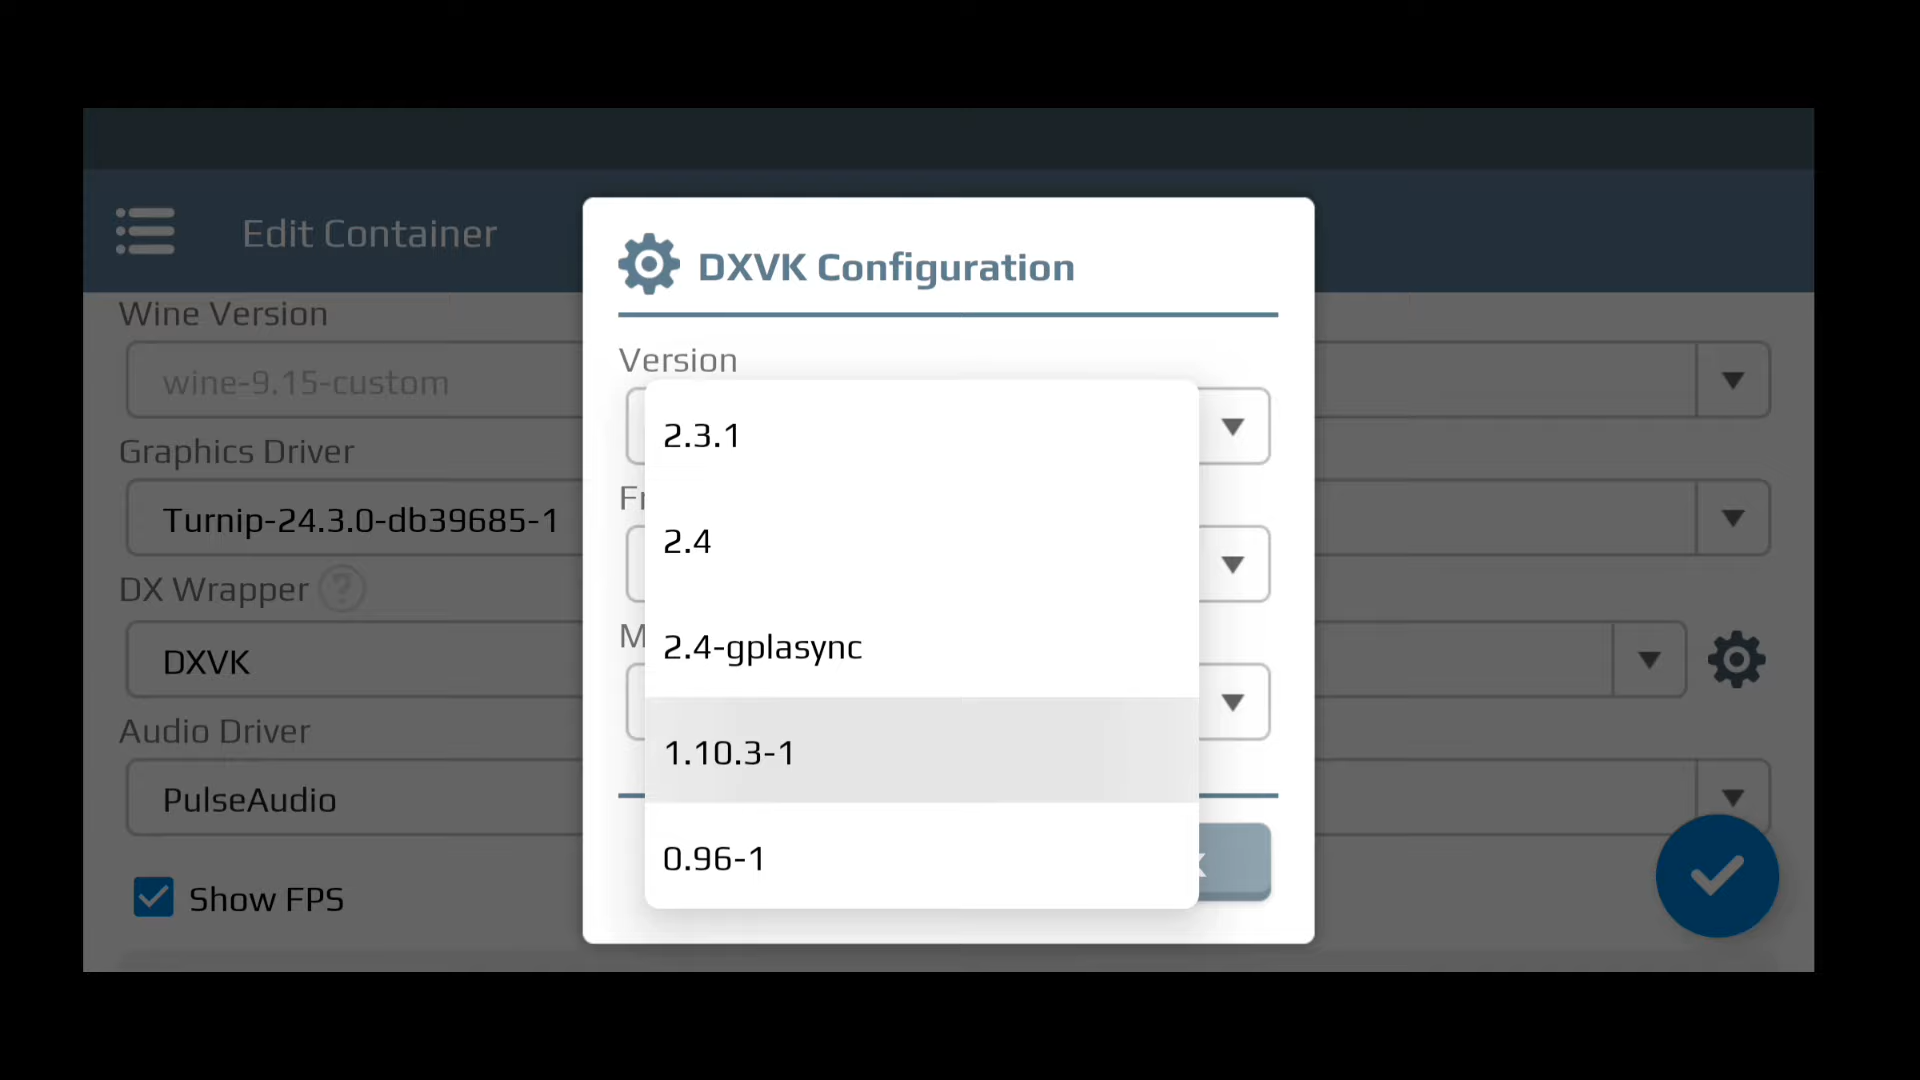 Edit Container
DXVK Configuration
Wine Version
wine-9.15-custom
Graphics Driver
Turnip-24.3.0-db39685-1
DX Wrapper ?
DXVK
Audio Driver
PulseAudio
Show FPS
Version
2.3.1
2.4
2.4-gplasync
1.10.3-1
0.96-1